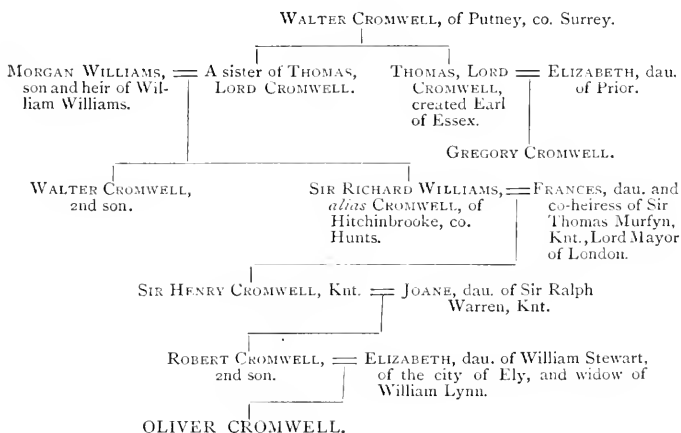 WALTER CROMWELL, of Putney, co. Surrey.
MORGAN WILLIAMS,
son and heir of Wil-
liam Williams.
=
A sister of THOMAS,
LORD CROMWELL.
THOMAS, LORD
CROMWELL,
created Earl
of Essex.
=
ELIZABETH, dau.
of Prior.
GREGORY CROMWELL.
WALTER CROMWELL,
2nd son.
SIR RICHARD WILLIAMS,
alias CROMWELL, of
Hitchinbrooke, co.
Hunts.
=
FRANCES, dau. and
co-heiress of Sir
Thomas Murfyn,
Knt., Lord Mayor
of London.
SIR HENRY CROMWELL, Knt.
=
JOANE, dau. of Sir Ralph
Warren, Knt.
ROBERT CROMWELL,
2nd son.
=
ELIZABETH, dau. of William Stewart,
of the city of Ely, and widow of
William Lynn.
OLIVER CROMWELL.